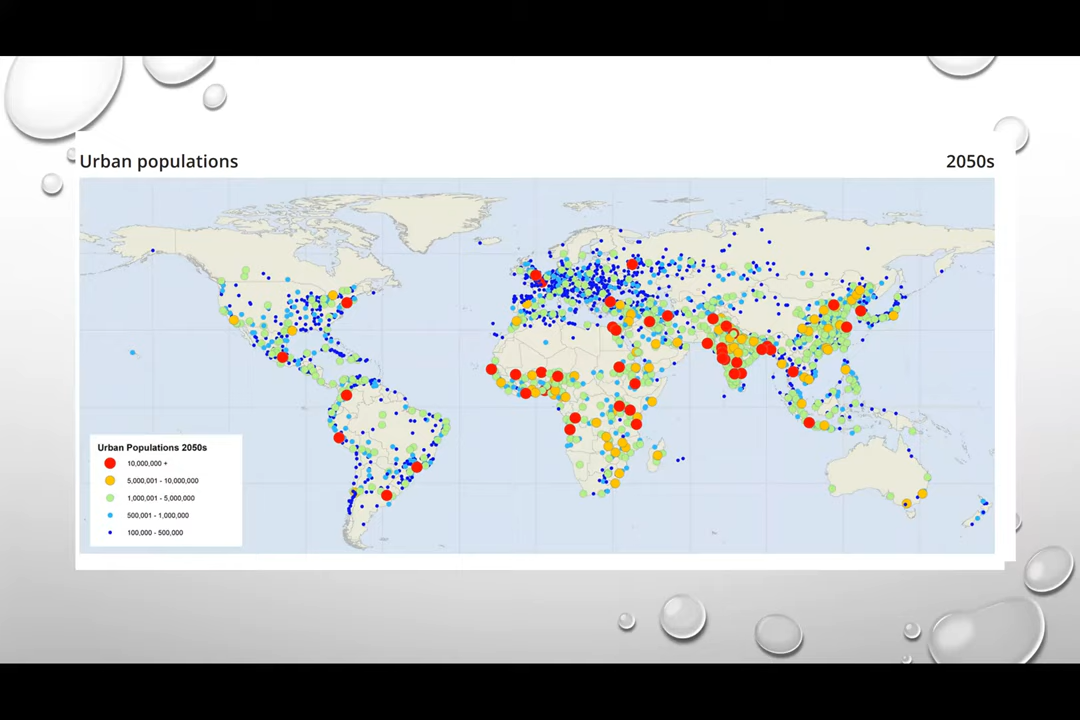 Urban populations
2050s
Urban Populations 2050s
10,000,000 +
5,000,001 - 10,000,000
1,000,001 - 5,000,000
500,001 - 1,000,000
100,000 - 500,000